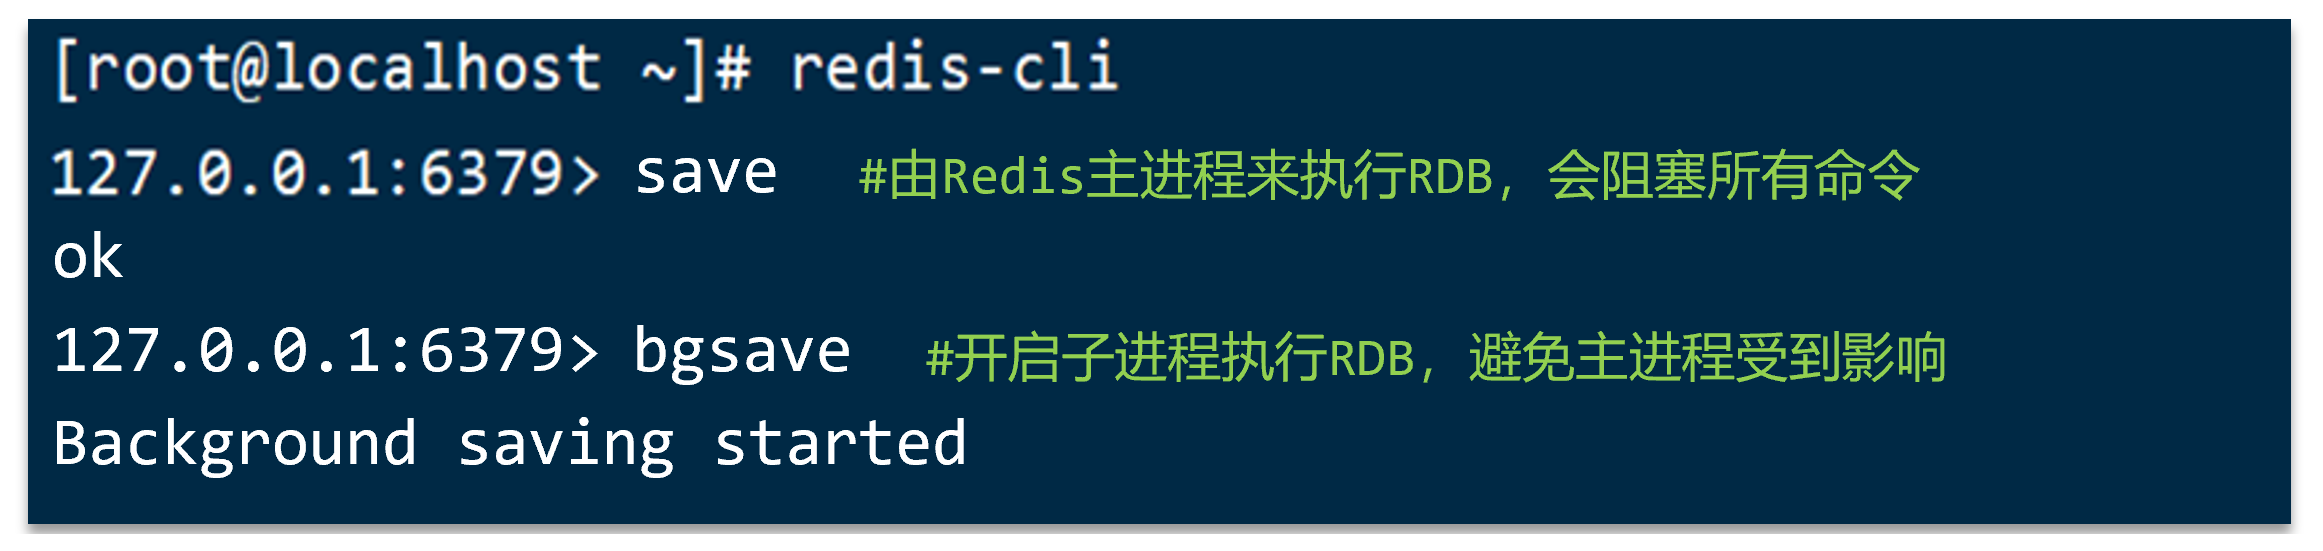 [root@localhost ~]# redis-cli
127.0.0.1:6379> save #由Redis主进程来执行RDB，会阻塞所有命令
ok
127.0.0.1:6379> bgsave #开启子进程执行RDB，避免主进程受到影响
Background saving started